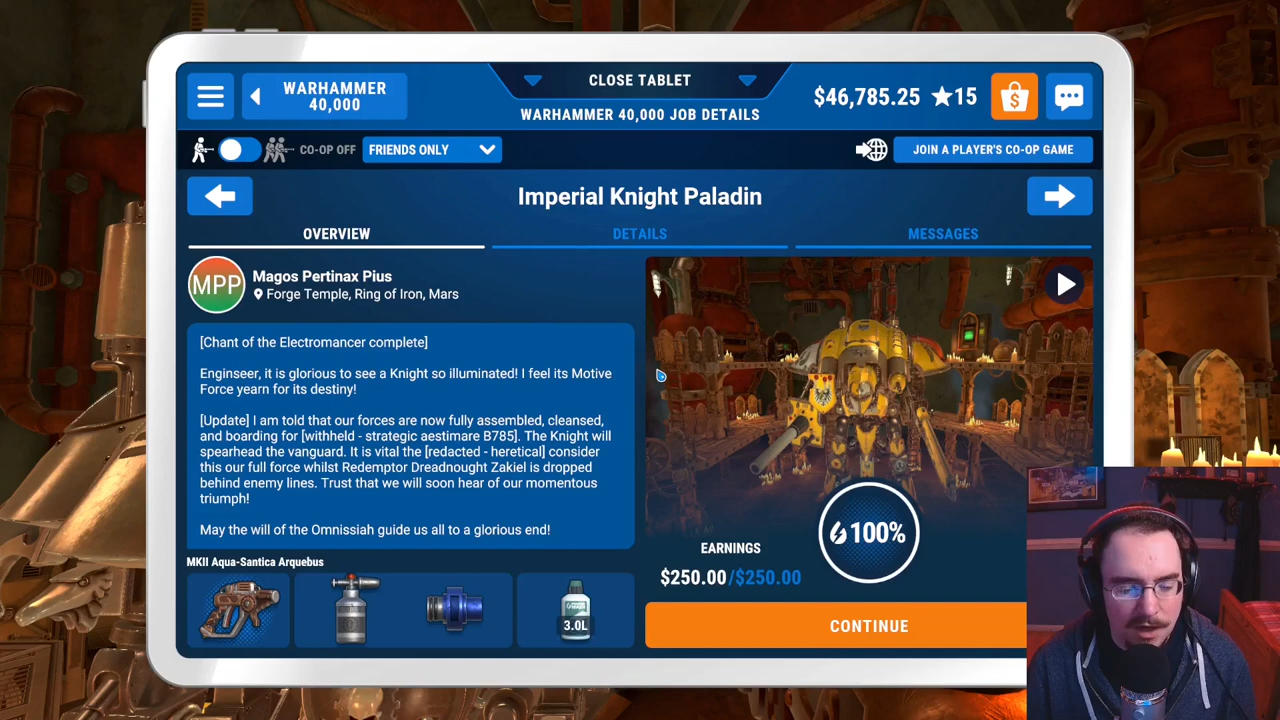 CLOSE TABLET
WARHAMMER
40,000
WARHAMMER 40,000 JOB DETAILS
$46,785.25 ★15
CO-OP OFF
FRIENDS ONLY
JOIN A PLAYER'S CO-OP GAME
Imperial Knight Paladin
OVERVIEW
DETAILS
MESSAGES
MPP
Magos Pertinax Pius
Forge Temple, Ring of Iron, Mars
[Chant of the Electromancer complete]
Enginseer, it is glorious to see a Knight so illuminated! I feel its Motive
Force yearn for its destiny!
[Update] I am told that our forces are now fully assembled, cleansed,
and boarding for [withheld - strategic aestimare B785]. The Knight will
spearhead the vanguard. It is vital the [redacted - heretical] consider
this our full force whilst Redemptor Dreadnought Zakiel is dropped
behind enemy lines. Trust that we will soon hear of our momentous
triumph!
May the will of the Omnissiah guide us all to a glorious end!
MKII Aqua-Santica Arquebus
3.0L
100%
EARNINGS
$250.00/$250.00
CONTINUE